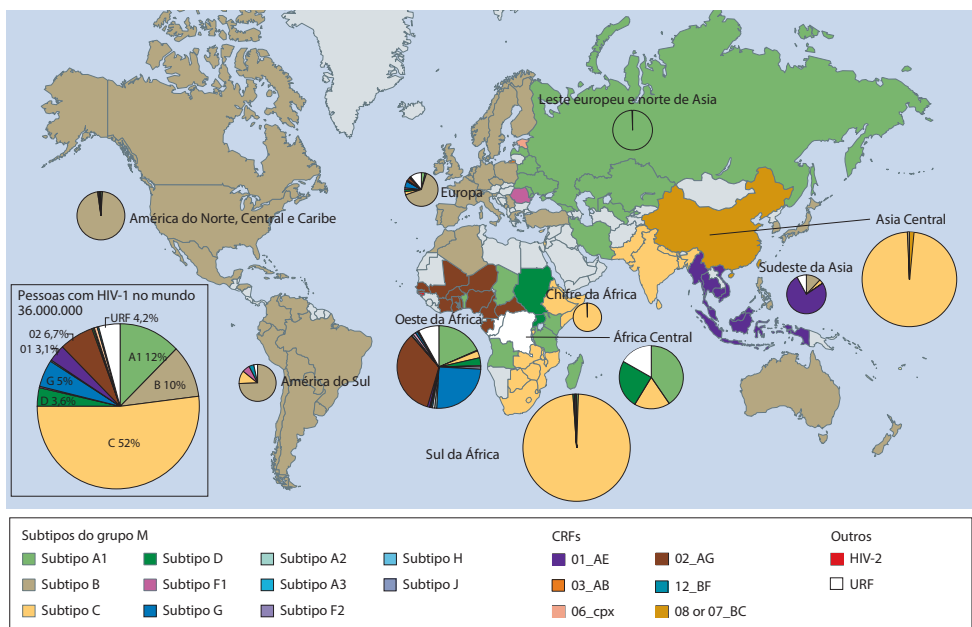 Leste europeu e norte de Asia
Europa
América do Norte, Central e Caribe
Asia Central
Sudeste da Asia
Chifre da África
Oeste da África
África Central
América do Sul
Sul da África
Pessoas com HIV-1 no mundo
36.000.000
URF 4,2%
02 6,7%
01 3,1%
A1 12%
G 5%
B 10%
D 3,6%
C 52%
Subtipos do grupo M
Subtipo A1
Subtipo B
Subtipo C
Subtipo D
Subtipo F1
Subtipo G
Subtipo A2
Subtipo A3
Subtipo F2
Subtipo H
Subtipo J
CRFs
01_AE
03_AB
06_cpx
02_AG
12_BF
08 or 07_BC
Outros
HIV-2
URF